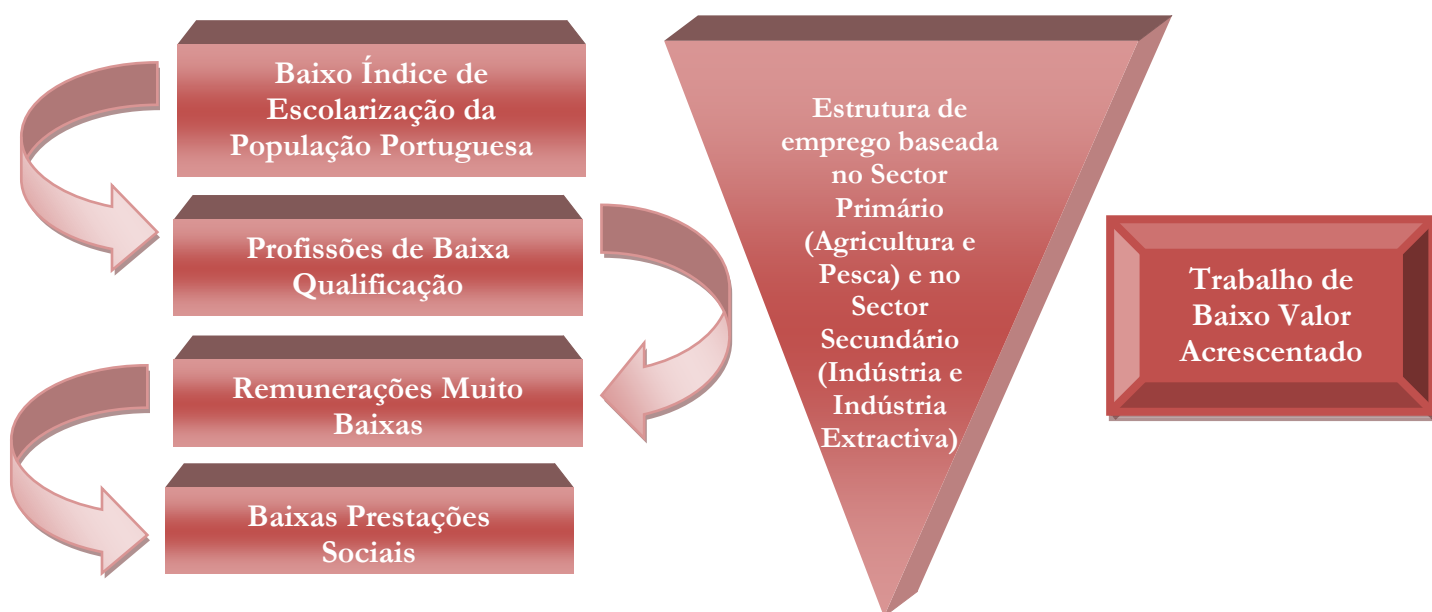 Baixo Índice de
Escolarização da
População Portuguesa
Profissões de Baixa
Qualificação
Remunerações Muito
Baixas
Baixas Prestações
Sociais
Estrutura de
emprego baseada
no Sector
Primário
(Agricultura e
Pesca) e no
Sector
Secundário
(Indústria e
Indústria
Extractiva)
Trabalho de
Baixo Valor
Acrescentado